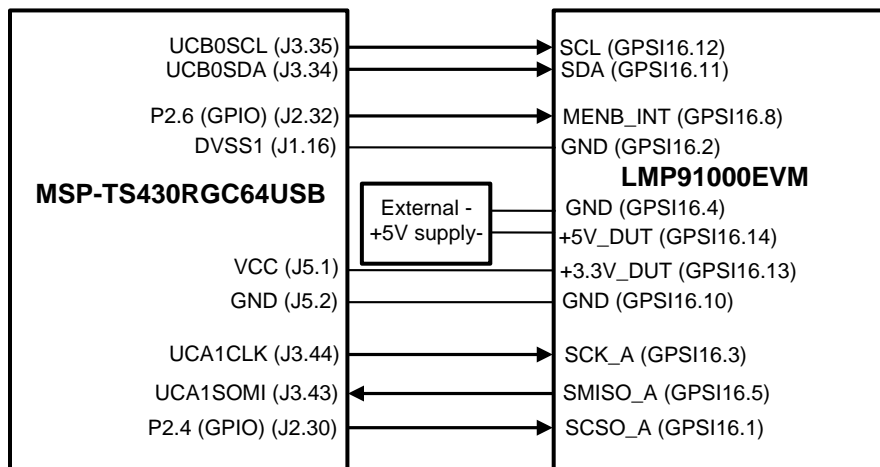 UCB0SCL (J3.35)
UCB0SDA (J3.34)
P2.6 (GPIO) (J2.32)
DVSS1 (J1.16)
MSP-TS430RGC64USB
VCC (J5.1)
GND (J5.2)
UCA1CLK (J3.44)
UCA1SOMI (J3.43)
P2.4 (GPIO) (J2.30)
External -
+5V supply-
SCL (GPSI16.12)
SDA (GPSI16.11)
MENB_INT (GPSI16.8)
GND (GPSI16.2)
LMP91000EVM
GND (GPSI16.4)
+5V_DUT (GPSI16.14)
+3.3V_DUT (GPSI16.13)
GND (GPSI16.10)
SCK_A (GPSI16.3)
SMISO_A (GPSI16.5)
SCSO_A (GPSI16.1)